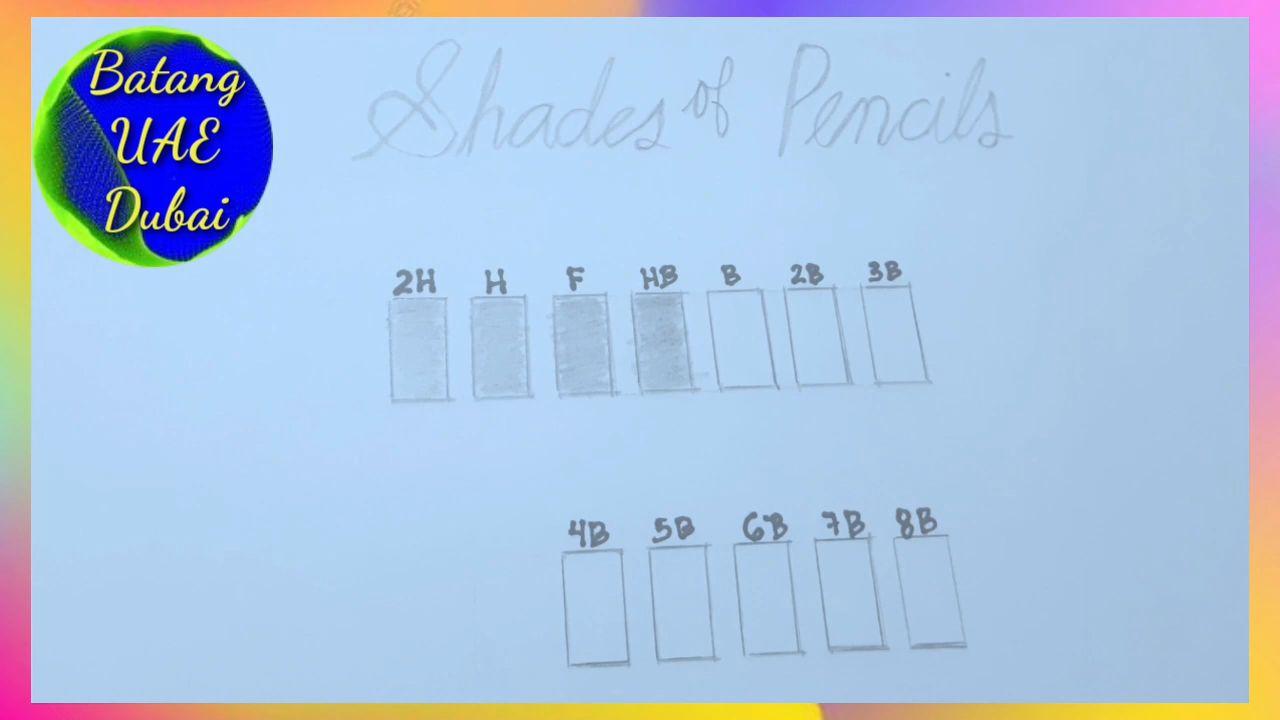 Batang
UAE
Dubai
Shades of Pencils
2H H F HB B 2B 3B
4B 5B 6B 7B 8B